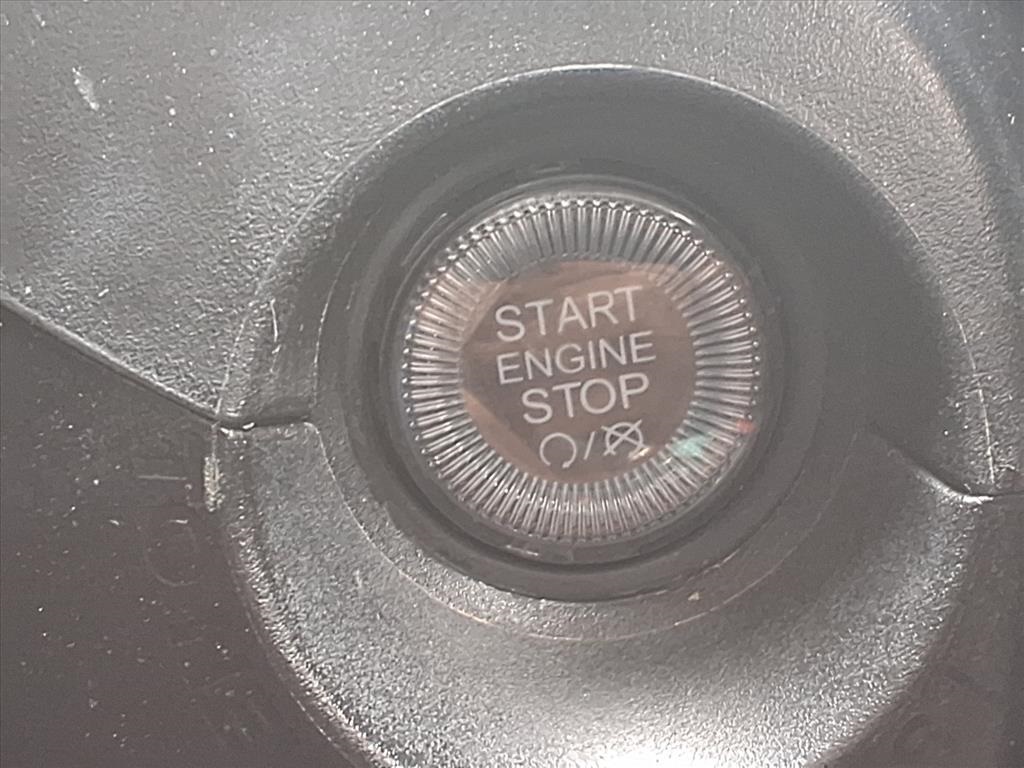 START
ENGINE
STOP
/